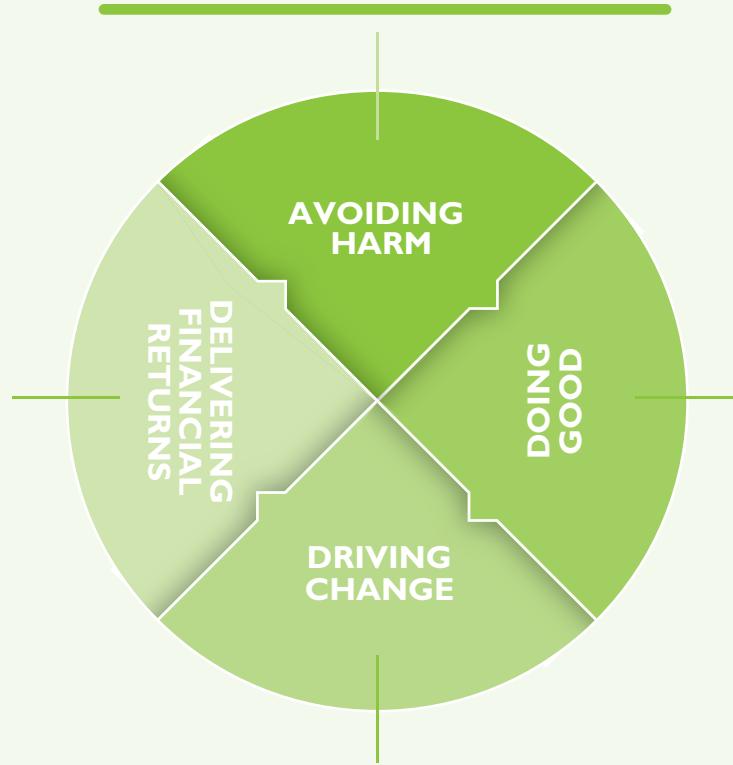 AVOIDING
HARM
DOING
GOOD
DRIVING
CHANGE
DELIVERING
FINANCIAL
RETURNS